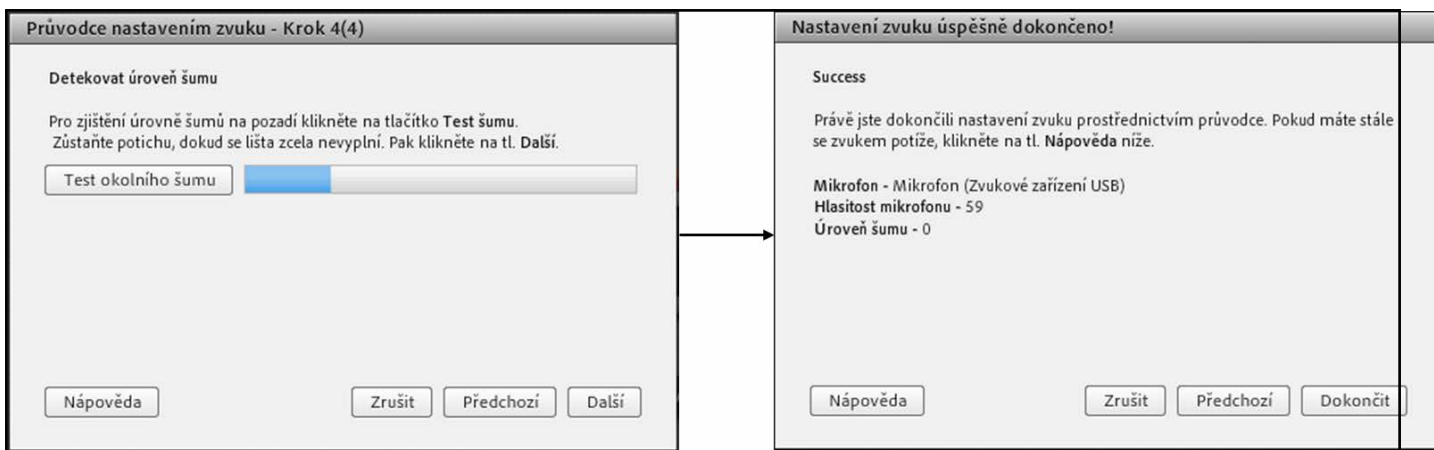 Průvodce nastavením zvuku - Krok 4(4)
Detekovat úroveň šumu
Pro zjištění úrovně šumů na pozadí klikněte na tlačítko Test šumu.
Zůstaňte potichu, dokud se lišta zcela nevyplní. Pak klikněte na tl. Další.
Test okolního šumu
Nápověda
Zrušit
Předchozí
Další
Nastavení zvuku úspěšně dokončeno!
Success
Právě jste dokončili nastavení zvuku prostřednictvím průvodce. Pokud máte stále
se zvukem potíže, klikněte na tl. Nápověda níže.
Mikrofon - Mikrofon (Zvukové zařízení USB)
Hlasitost mikrofonu - 59
Úroveň šumu - 0
Nápověda
Zrušit
Předchozí
Dokončit